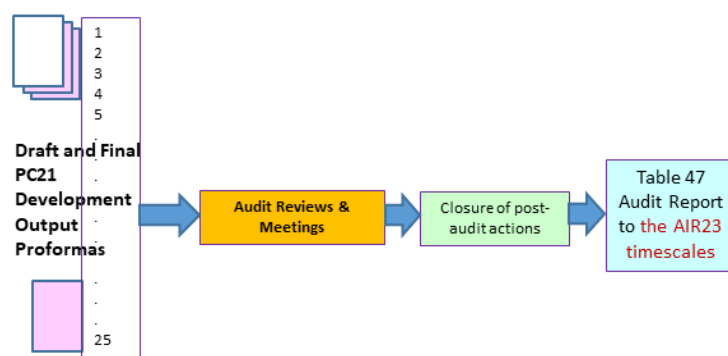 1
2
3
4
5
.
.
Draft and Final
PC21
Development
Output
Proformas
.
.
.
.
.
.
25
Audit Reviews &
Meetings
Closure of post-
audit actions
Table 47
Audit Report
to the AIR23
timescales